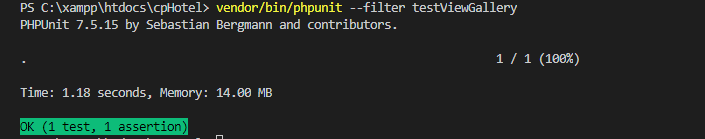 PS C:\xampp\htdocs\cpHotel> vendor/bin/phpunit --filter testViewGallery
PHPUnit 7.5.15 by Sebastian Bergmann and contributors.
. 1 / 1 (100%)
Time: 1.18 seconds, Memory: 14.00 MB
OK (1 test, 1 assertion)